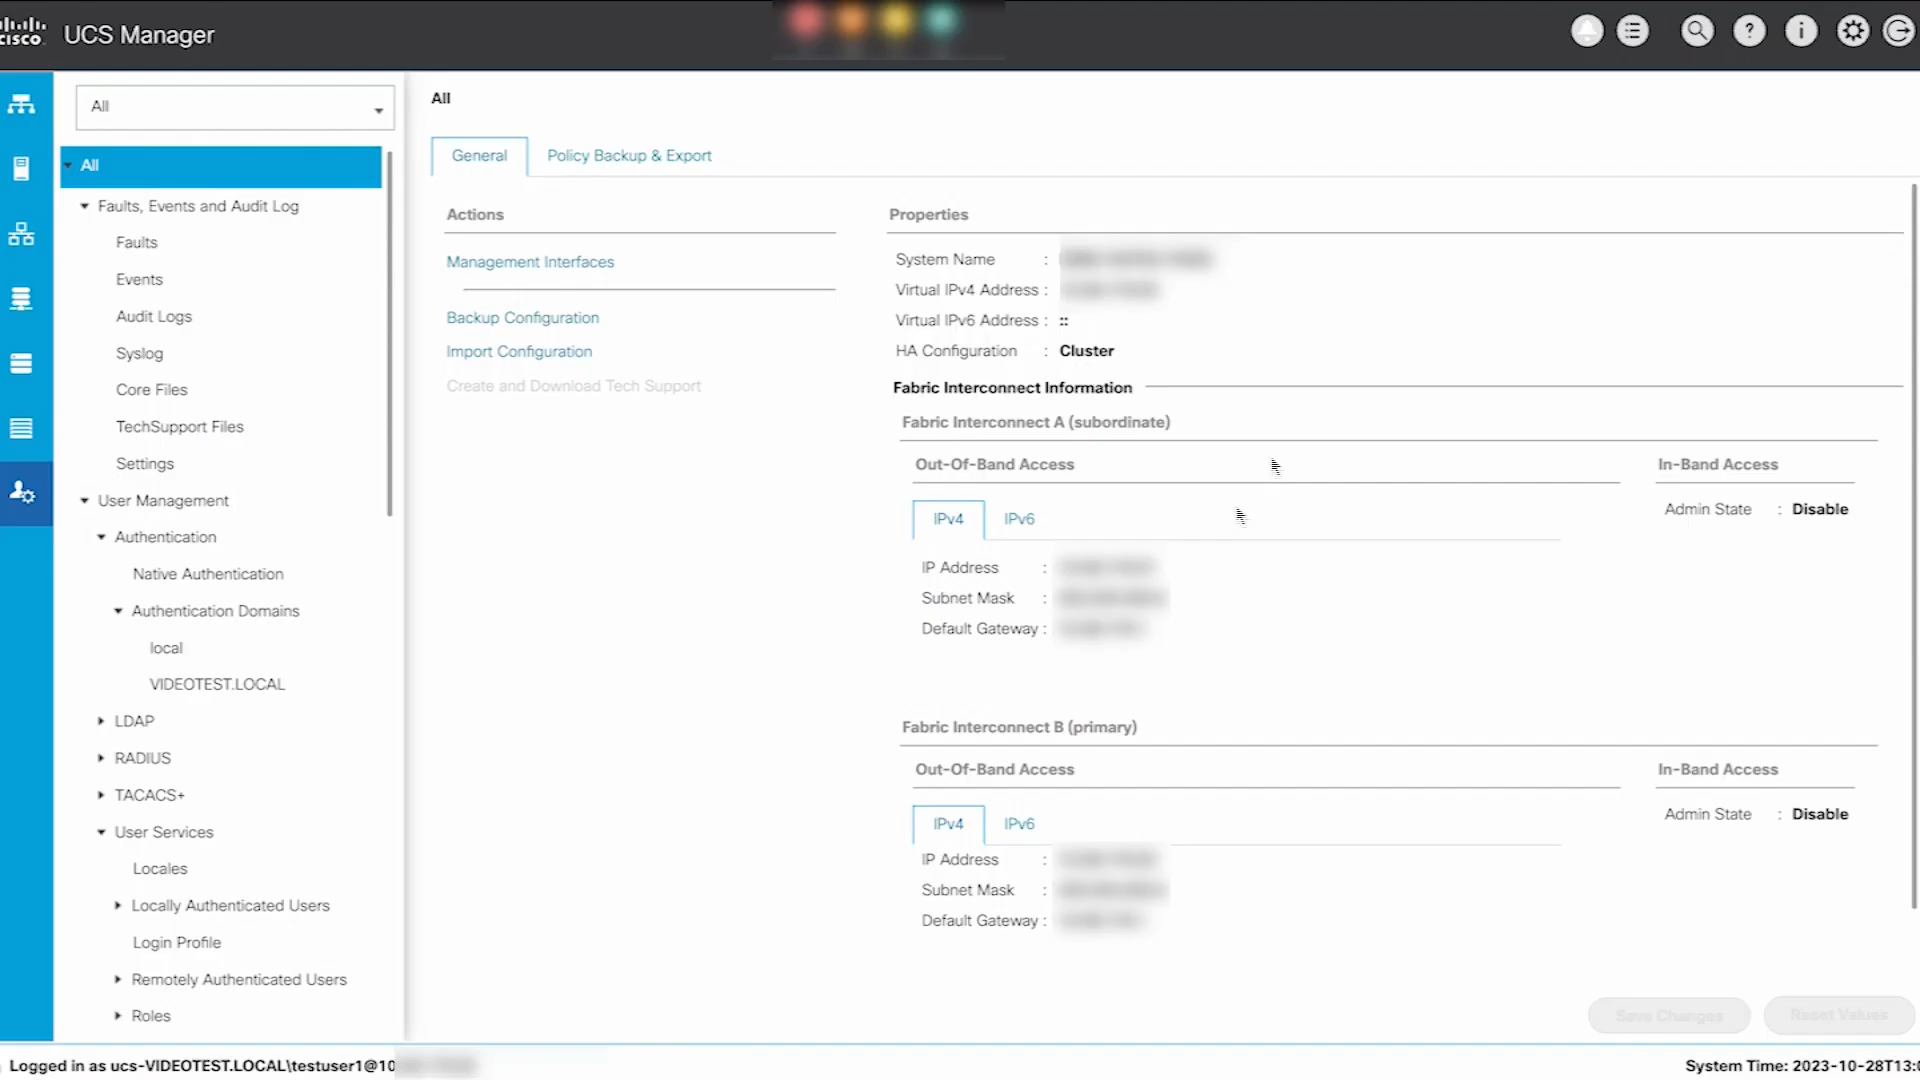 CISCO UCS Manager
All
All
Faults, Events and Audit Log
Faults
Events
Audit Logs
Syslog
Core Files
TechSupport Files
Settings
User Management
Authentication
Native Authentication
Authentication Domains
local
VIDEOTEST.LOCAL
LDAP
RADIUS
TACACS+
User Services
Locales
Locally Authenticated Users
Login Profile
Remotely Authenticated Users
Roles
All
General Policy Backup & Export
Actions
Management Interfaces
Backup Configuration
Import Configuration
Create and Download Tech Support
Properties
System Name :
Virtual IPv4 Address :
Virtual IPv6 Address : ::
HA Configuration : Cluster
Fabric Interconnect Information
Fabric Interconnect A (subordinate)
Out-Of-Band Access In-Band Access
IPv4 IPv6 Admin State : Disable
IP Address :
Subnet Mask :
Default Gateway :
Fabric Interconnect B (primary)
Out-Of-Band Access In-Band Access
IPv4 IPv6 Admin State : Disable
IP Address :
Subnet Mask :
Default Gateway :
Save Changes Reset Values
Logged in as ucs-VIDEOTEST.LOCAL\testuser1@10
System Time: 2023-10-28T13: